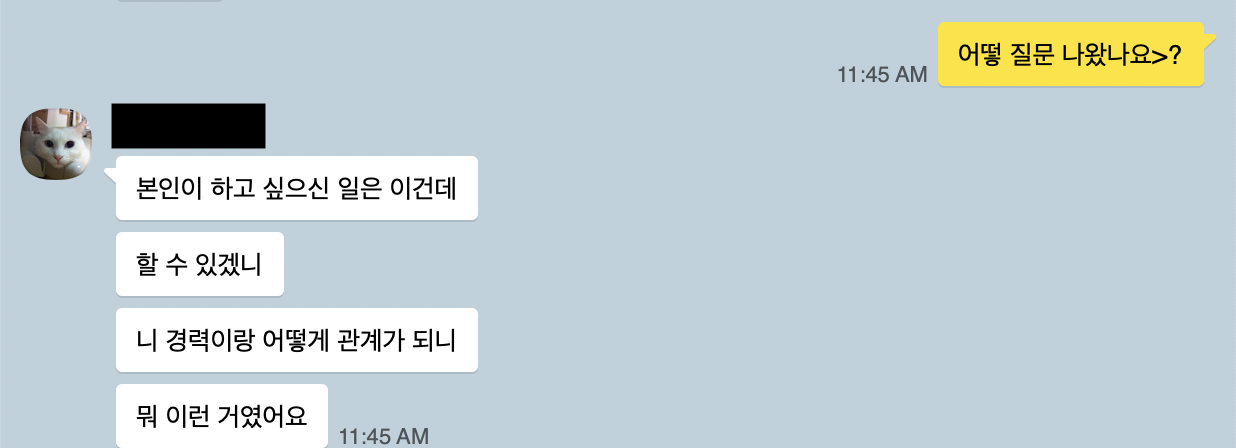 어떻 질문 나왔나요>?
11:45 AM
본인이 하고 싶으신 일은 이건데
할 수 있겠니
니 경력이랑 어떻게 관계가 되니
뭐 이런 거였어요
11:45 AM